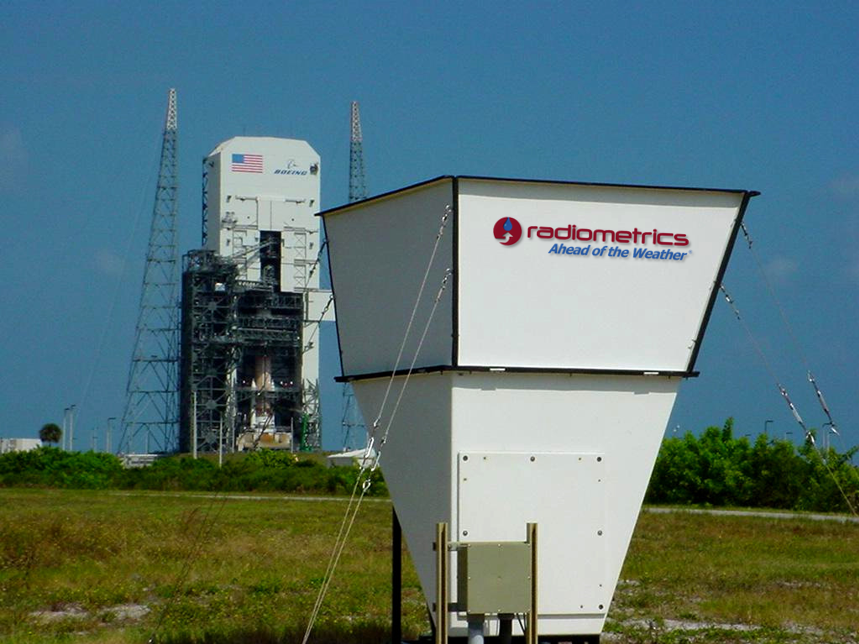 BOEING
radiometrics
Ahead of the Weather